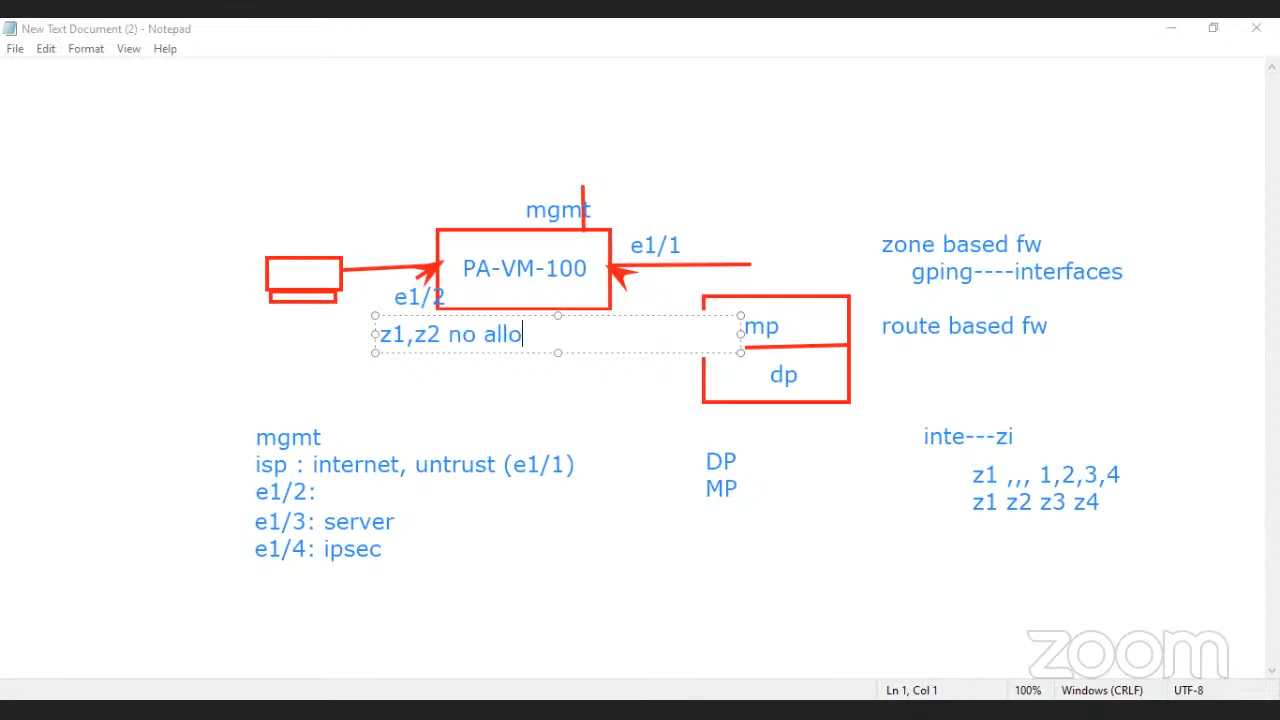 New Text Document (2) - Notepad
File Edit Format View Help
mgmt
e1/1
PA-VM-100
e1/2
z1,z2 no allo
mp
dp
zone based fw
gping----interfaces
route based fw
mgmt
isp : internet, untrust (e1/1)
e1/2:
e1/3: server
e1/4: ipsec
DP
MP
inte---zi
z1 ,,, 1,2,3,4
z1 z2 z3 z4
zoom
Ln 1, Col 1 100% Windows (CRLF) UTF-8